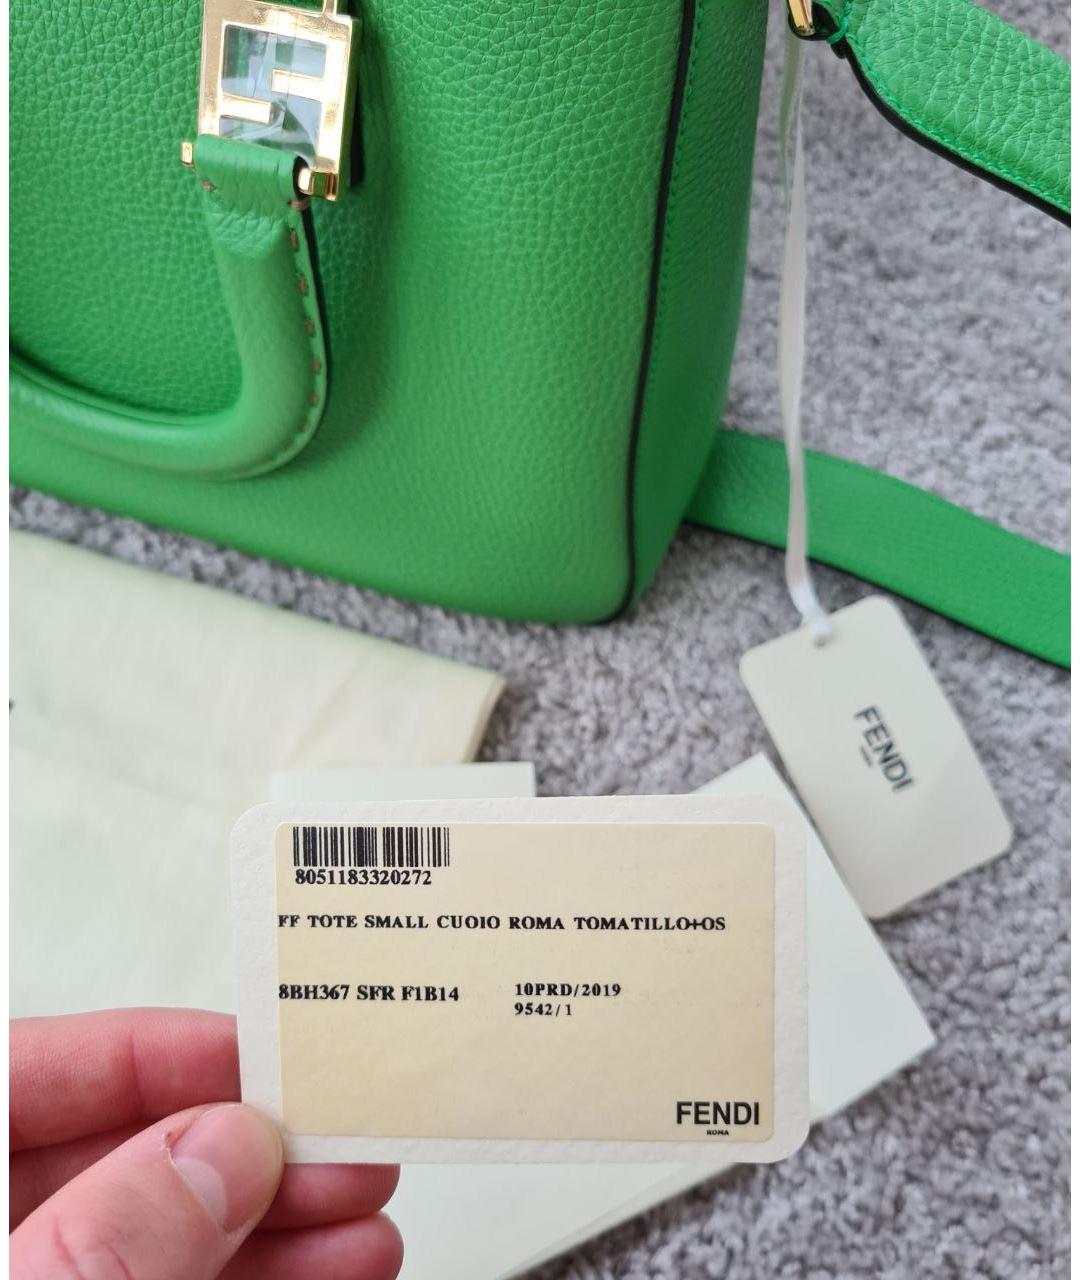 FENDI
8051183320272
FF TOTE SMALL CUOIO ROMA TOMATILLO+OS
8BH367 SFR F1B14
10PRD/2019
9542/1
FENDI
ROMA